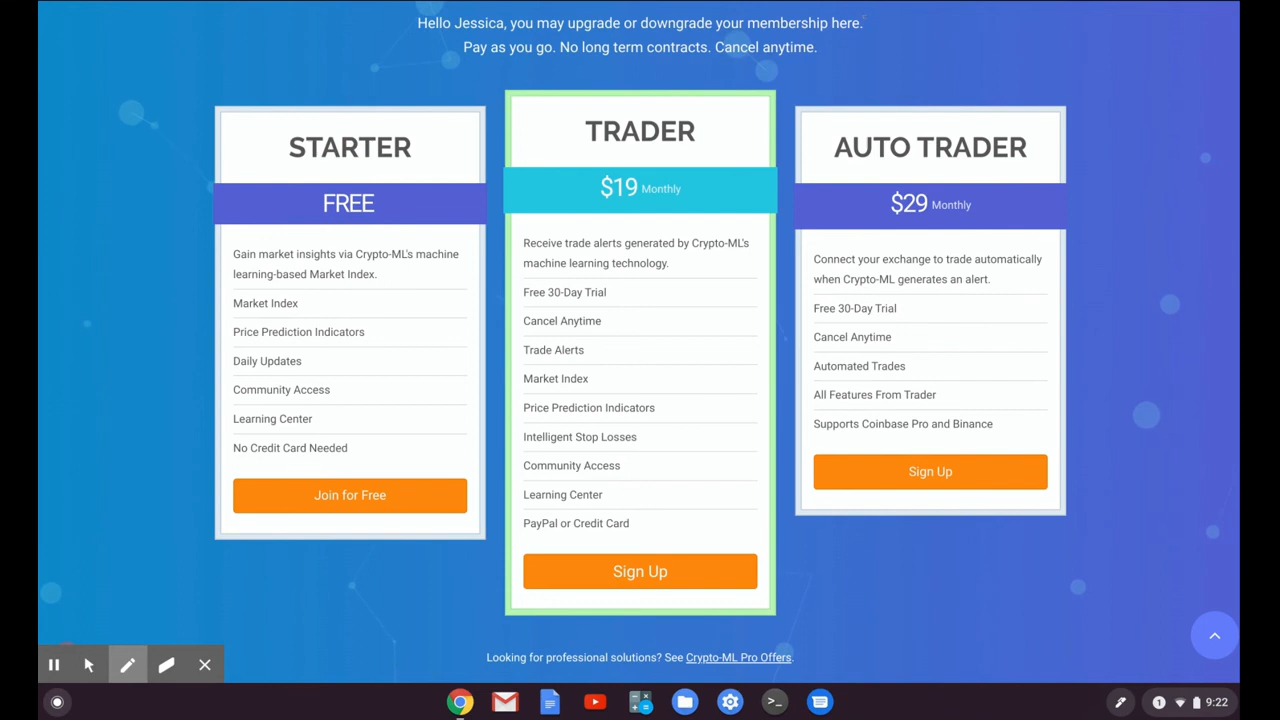 Hello Jessica, you may upgrade or downgrade your membership here.
Pay as you go. No long term contracts. Cancel anytime.
STARTER
FREE
Gain market insights via Crypto-ML's machine
learning-based Market Index.
Market Index
Price Prediction Indicators
Daily Updates
Community Access
Learning Center
No Credit Card Needed
Join for Free
TRADER
$19 Monthly
Receive trade alerts generated by Crypto-ML's
machine learning technology.
Free 30-Day Trial
Cancel Anytime
Trade Alerts
Market Index
Price Prediction Indicators
Intelligent Stop Losses
Community Access
Learning Center
PayPal or Credit Card
Sign Up
AUTO TRADER
$29 Monthly
Connect your exchange to trade automatically
when Crypto-ML generates an alert.
Free 30-Day Trial
Cancel Anytime
Automated Trades
All Features From Trader
Supports Coinbase Pro and Binance
Sign Up
Looking for professional solutions? See Crypto-ML Pro Offers.
1
9:22